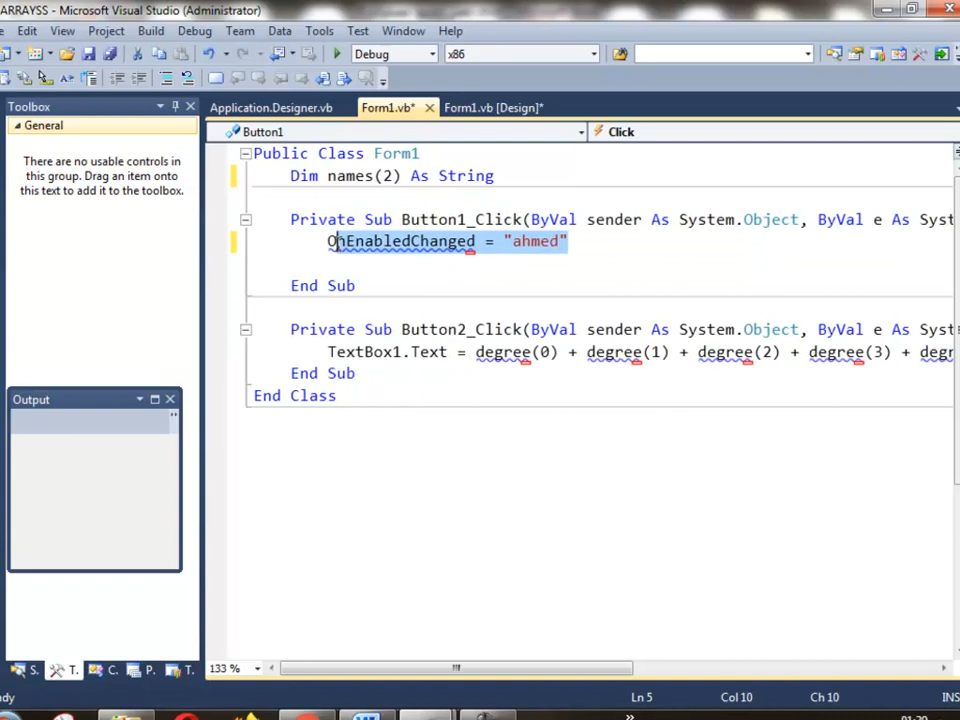 ARRAYSS - Microsoft Visual Studio (Administrator)
Edit View Project Build Debug Team Data Tools Test Window Help
Debug x86
Toolbox Application.Designer.vb Form1.vb* Form1.vb [Design]*
General Button1 Click
There are no usable controls in
this group. Drag an item onto
this text to add it to the toolbox.
Public Class Form1
Dim names(2) As String
Private Sub Button1_Click(ByVal sender As System.Object, ByVal e As Syst
OnEnabledChanged = "ahmed"
End Sub
Private Sub Button2_Click(ByVal sender As System.Object, ByVal e As Syst
TextBox1.Text = degree(0) + degree(1) + degree(2) + degree(3) + degr
End Sub
End Class
Output
S. T. C. P. T. 133 %
Ln 5 Col 10 Ch 10 INS